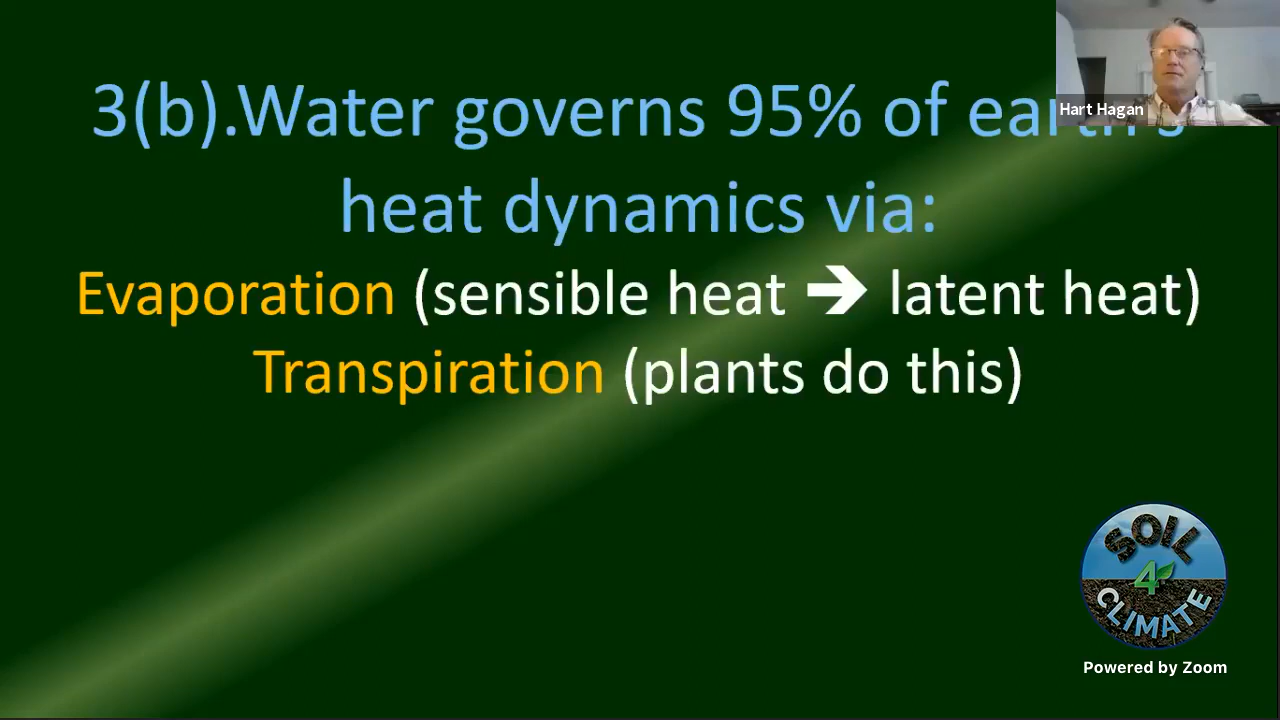 3(b).Water governs 95% of earth's
heat dynamics via:
Evaporation (sensible heat ➔ latent heat)
Transpiration (plants do this)
Hart Hagan
SOIL
4
CLIMATE
Powered by Zoom